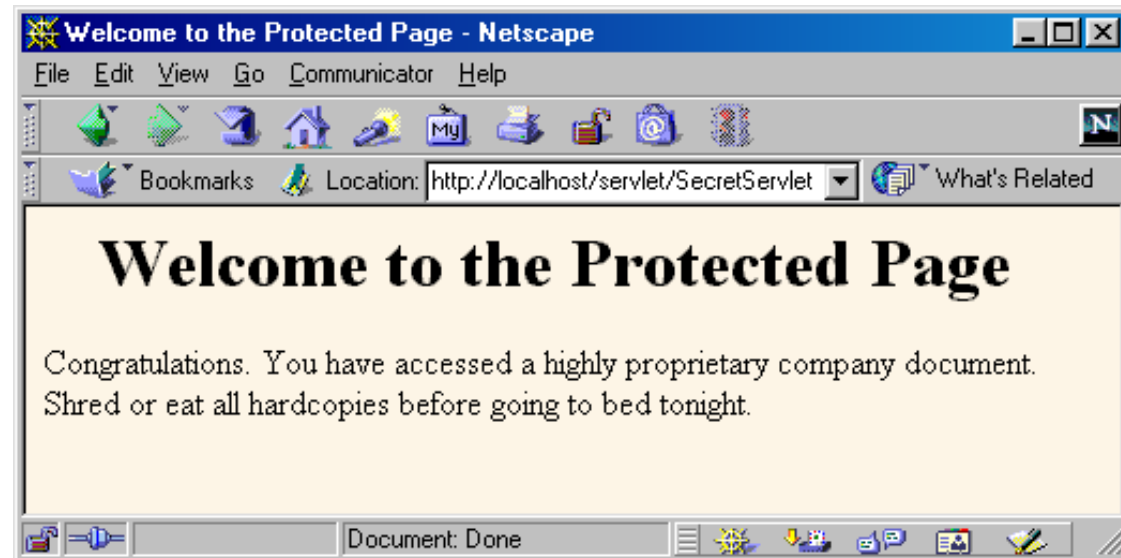 Welcome to the Protected Page - Netscape
File Edit View Go Communicator Help
My
N
Bookmarks Location: http://localhost/servlet/SecretServlet What's Related
Welcome to the Protected Page
Congratulations. You have accessed a highly proprietary company document.
Shred or eat all hardcopies before going to bed tonight.
Document: Done